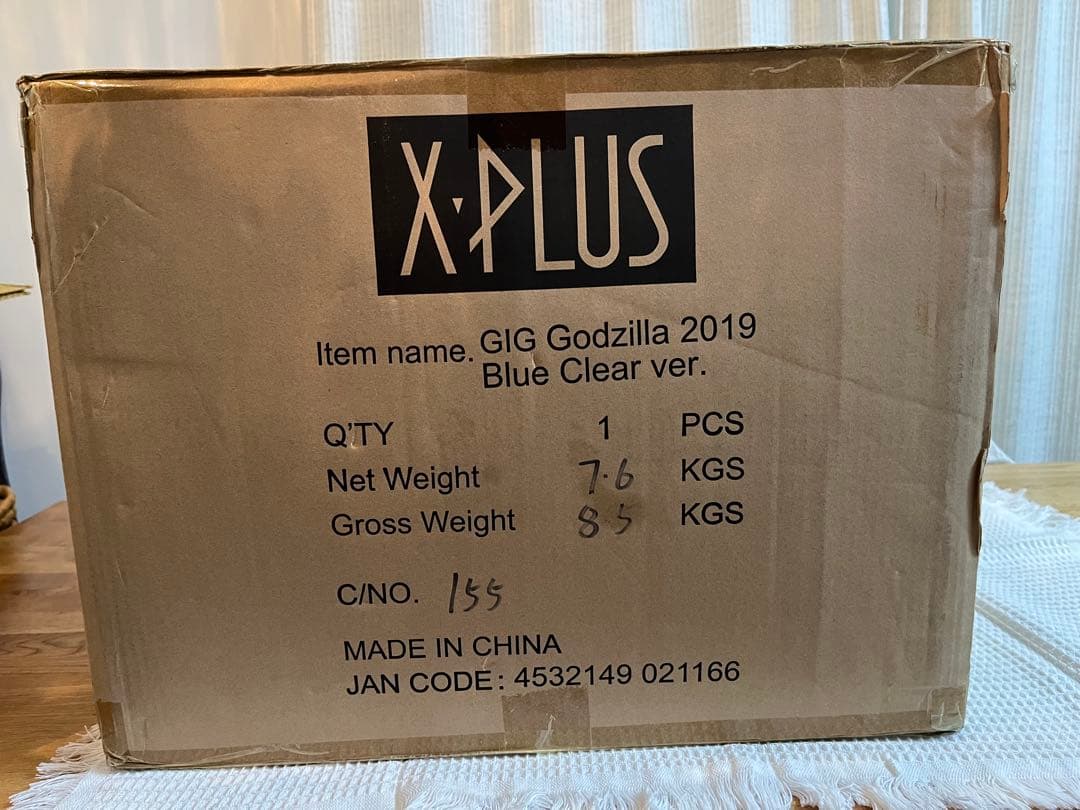 X·PLUS
Item name. GIG Godzilla 2019
Blue Clear ver.
Q'TY 1 PCS
Net Weight 7.6 KGS
Gross Weight 8.5 KGS
C/NO. 155
MADE IN CHINA
JAN CODE: 4532149 021166